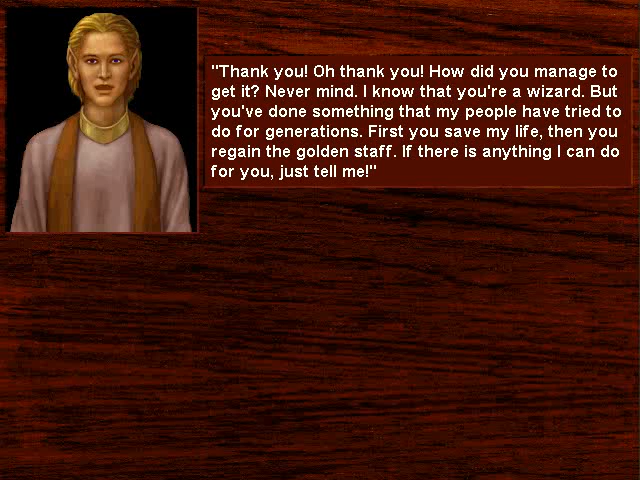 "Thank you! Oh thank you! How did you manage to
get it? Never mind. I know that you're a wizard. But
you've done something that my people have tried to
do for generations. First you save my life, then you
regain the golden staff. If there is anything I can do
for you, just tell me!"